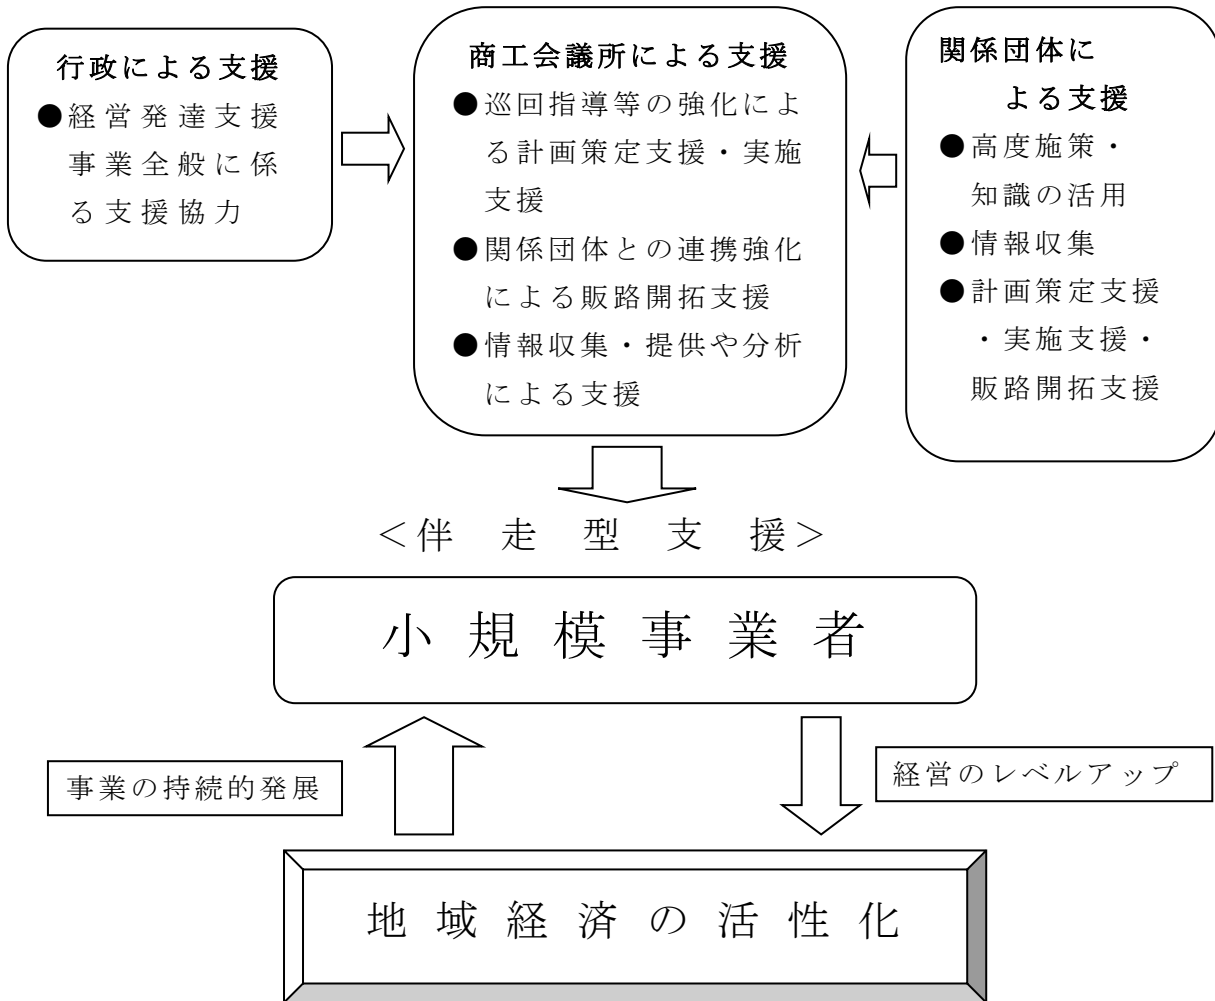 行政による支援
●経営発達支援
事業全般に係
る支援協力
商工会議所による支援
●巡回指導等の強化によ
る計画策定支援・実施
支援
●関係団体との連携強化
による販路開拓支援
●情報収集・提供や分析
による支援
関係団体に
よる支援
●高度施策・
知識の活用
●情報収集
●計画策定支援
・実施支援・
販路開拓支援
＜伴走型支援＞
小規模事業者
事業の持続的発展
経営のレベルアップ
地域経済の活性化